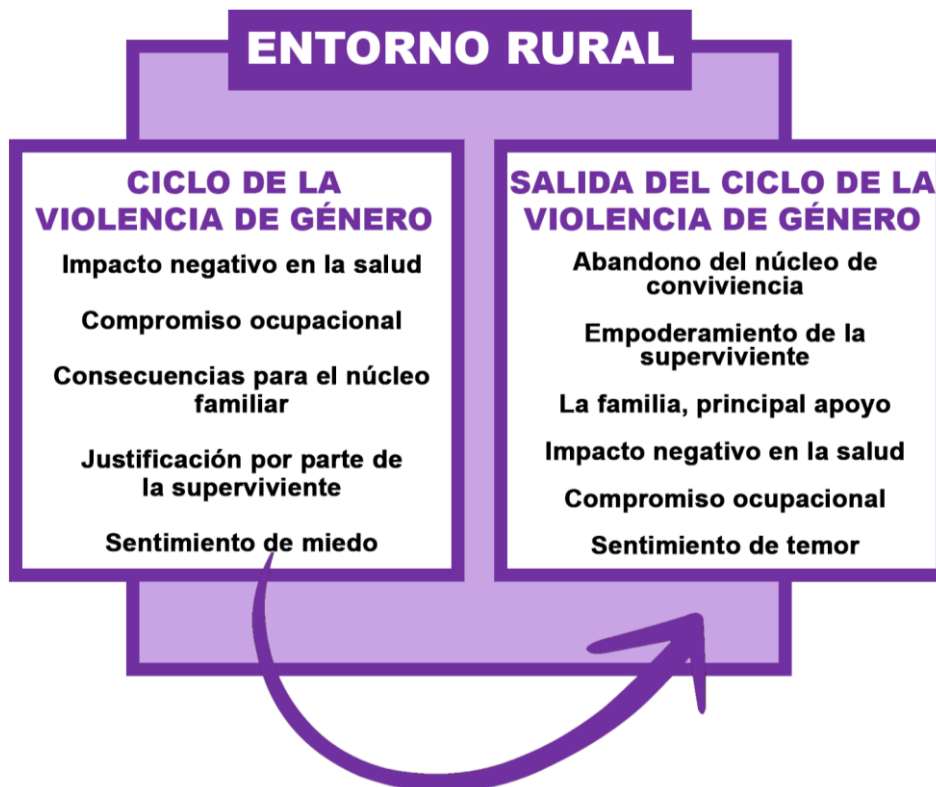 ENTORNO RURAL
CICLO DE LA
VIOLENCIA DE GÉNERO
Impacto negativo en la salud
Compromiso ocupacional
Consecuencias para el núcleo
familiar
Justificación por parte de
la superviviente
Sentimiento de miedo
SALIDA DEL CICLO DE LA
VIOLENCIA DE GÉNERO
Abandono del núcleo de
conviviencia
Empoderamiento de la
superviviente
La familia, principal apoyo
Impacto negativo en la salud
Compromiso ocupacional
Sentimiento de temor